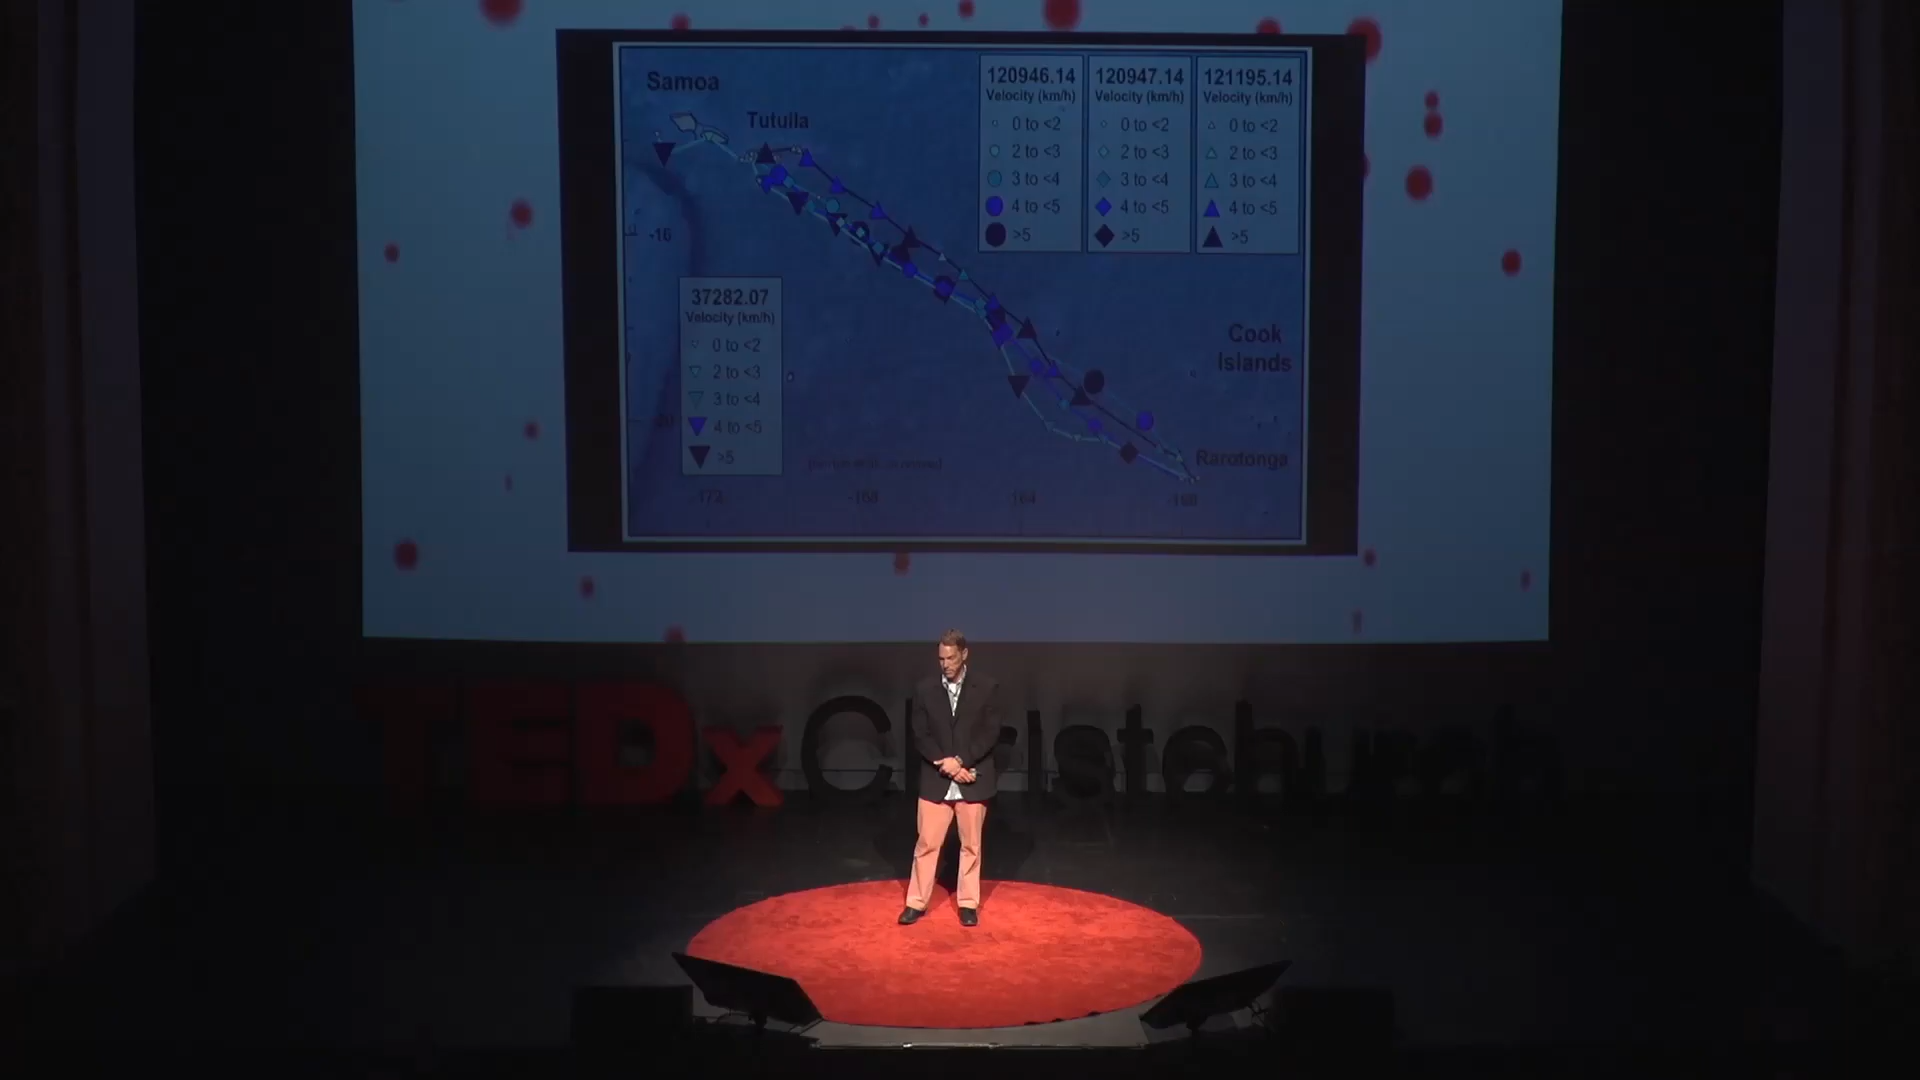 Samoa
Tutuila
120946.14
Velocity (km/h)
0 to <2
2 to <3
3 to <4
4 to <5
>5
120947.14
Velocity (km/h)
0 to <2
2 to <3
3 to <4
4 to <5
>5
121195.14
Velocity (km/h)
0 to <2
2 to <3
3 to <4
4 to <5
>5
-16
37282.07
Velocity (km/h)
0 to <2
2 to <3
3 to <4
4 to <5
>5
Cook
Islands
Rarotonga
-172
-168
-164
TEDxChristchurch